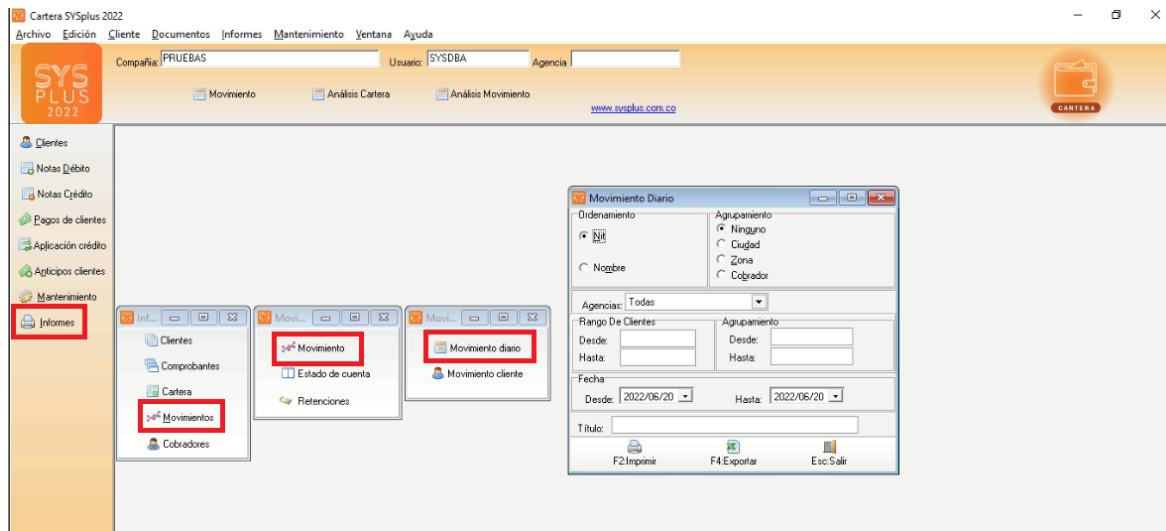 Cartera SYSplus 2022
Archivo Edición Cliente Documentos Informes Mantenimiento Ventana Ayuda
SYS
PLUS
2022
Compañia: PRUEBAS Usuario: SYSDBA Agencia
Movimiento Análisis Cartera Análisis Movimiento
www.sysplus.com.co
CARTERA
Clientes
Notas Débito
Notas Crédito
Pagos de clientes
Aplicación crédito
Anticipos clientes
Mantenimiento
Informes
Inf...
Clientes
Comprobantes
Cartera
Movimientos
Cobradores
Movi...
Movimiento
Estado de cuenta
Retenciones
Movi...
Movimiento diario
Movimiento cliente
Movimiento Diario
Ordenamiento
Nit
Nombre
Agrupamiento
Ninguno
Ciudad
Zona
Cobrador
Agencias: Todas
Rango De Clientes
Desde:
Hasta:
Agrupamiento
Desde:
Hasta:
Fecha
Desde: 2022/06/20 Hasta: 2022/06/20
Título:
F2:Imprimir F4:Exportar Esc:Salir